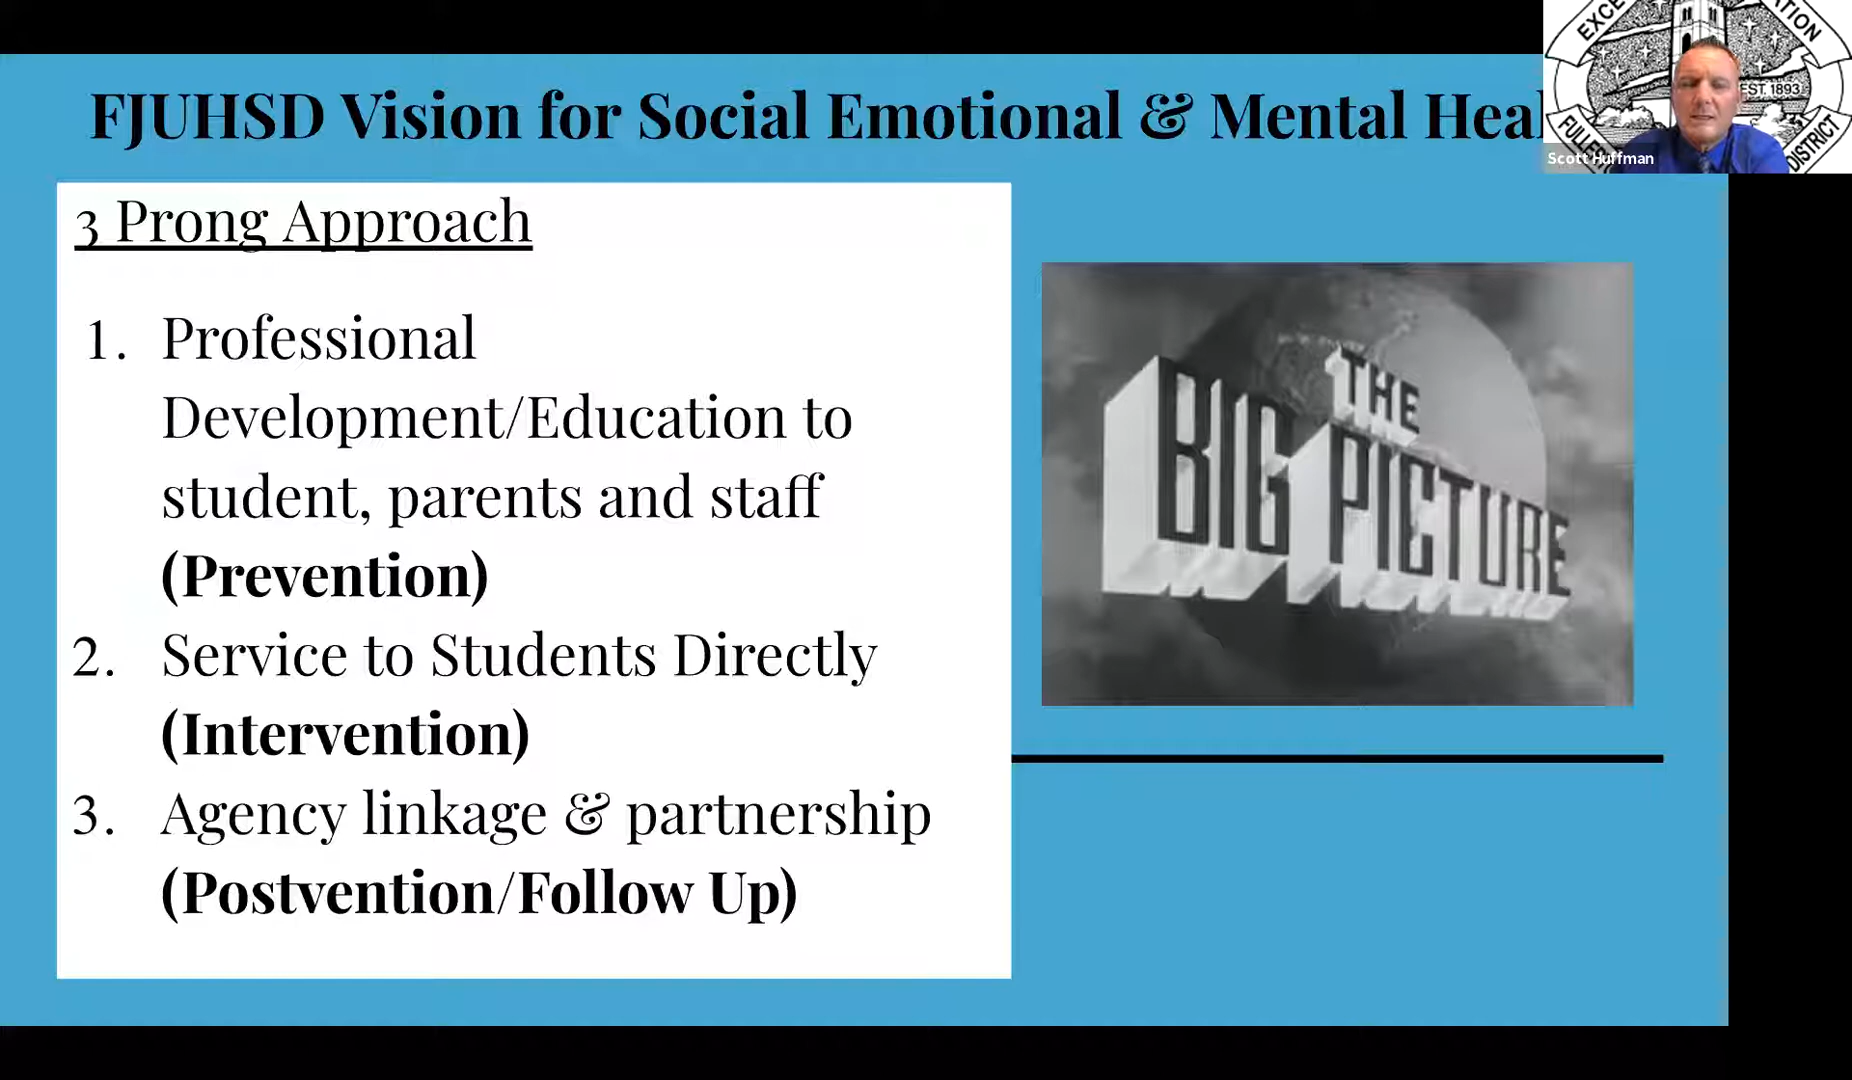 FJUHSD Vision for Social Emotional & Mental Heal
3 Prong Approach
1. Professional
Development/Education to
student, parents and staff
(Prevention)
2. Service to Students Directly
(Intervention)
3. Agency linkage & partnership
(Postvention/Follow Up)
THE
BIG PICTURE
EST. 1893
DISTRICT
Scott Huffman